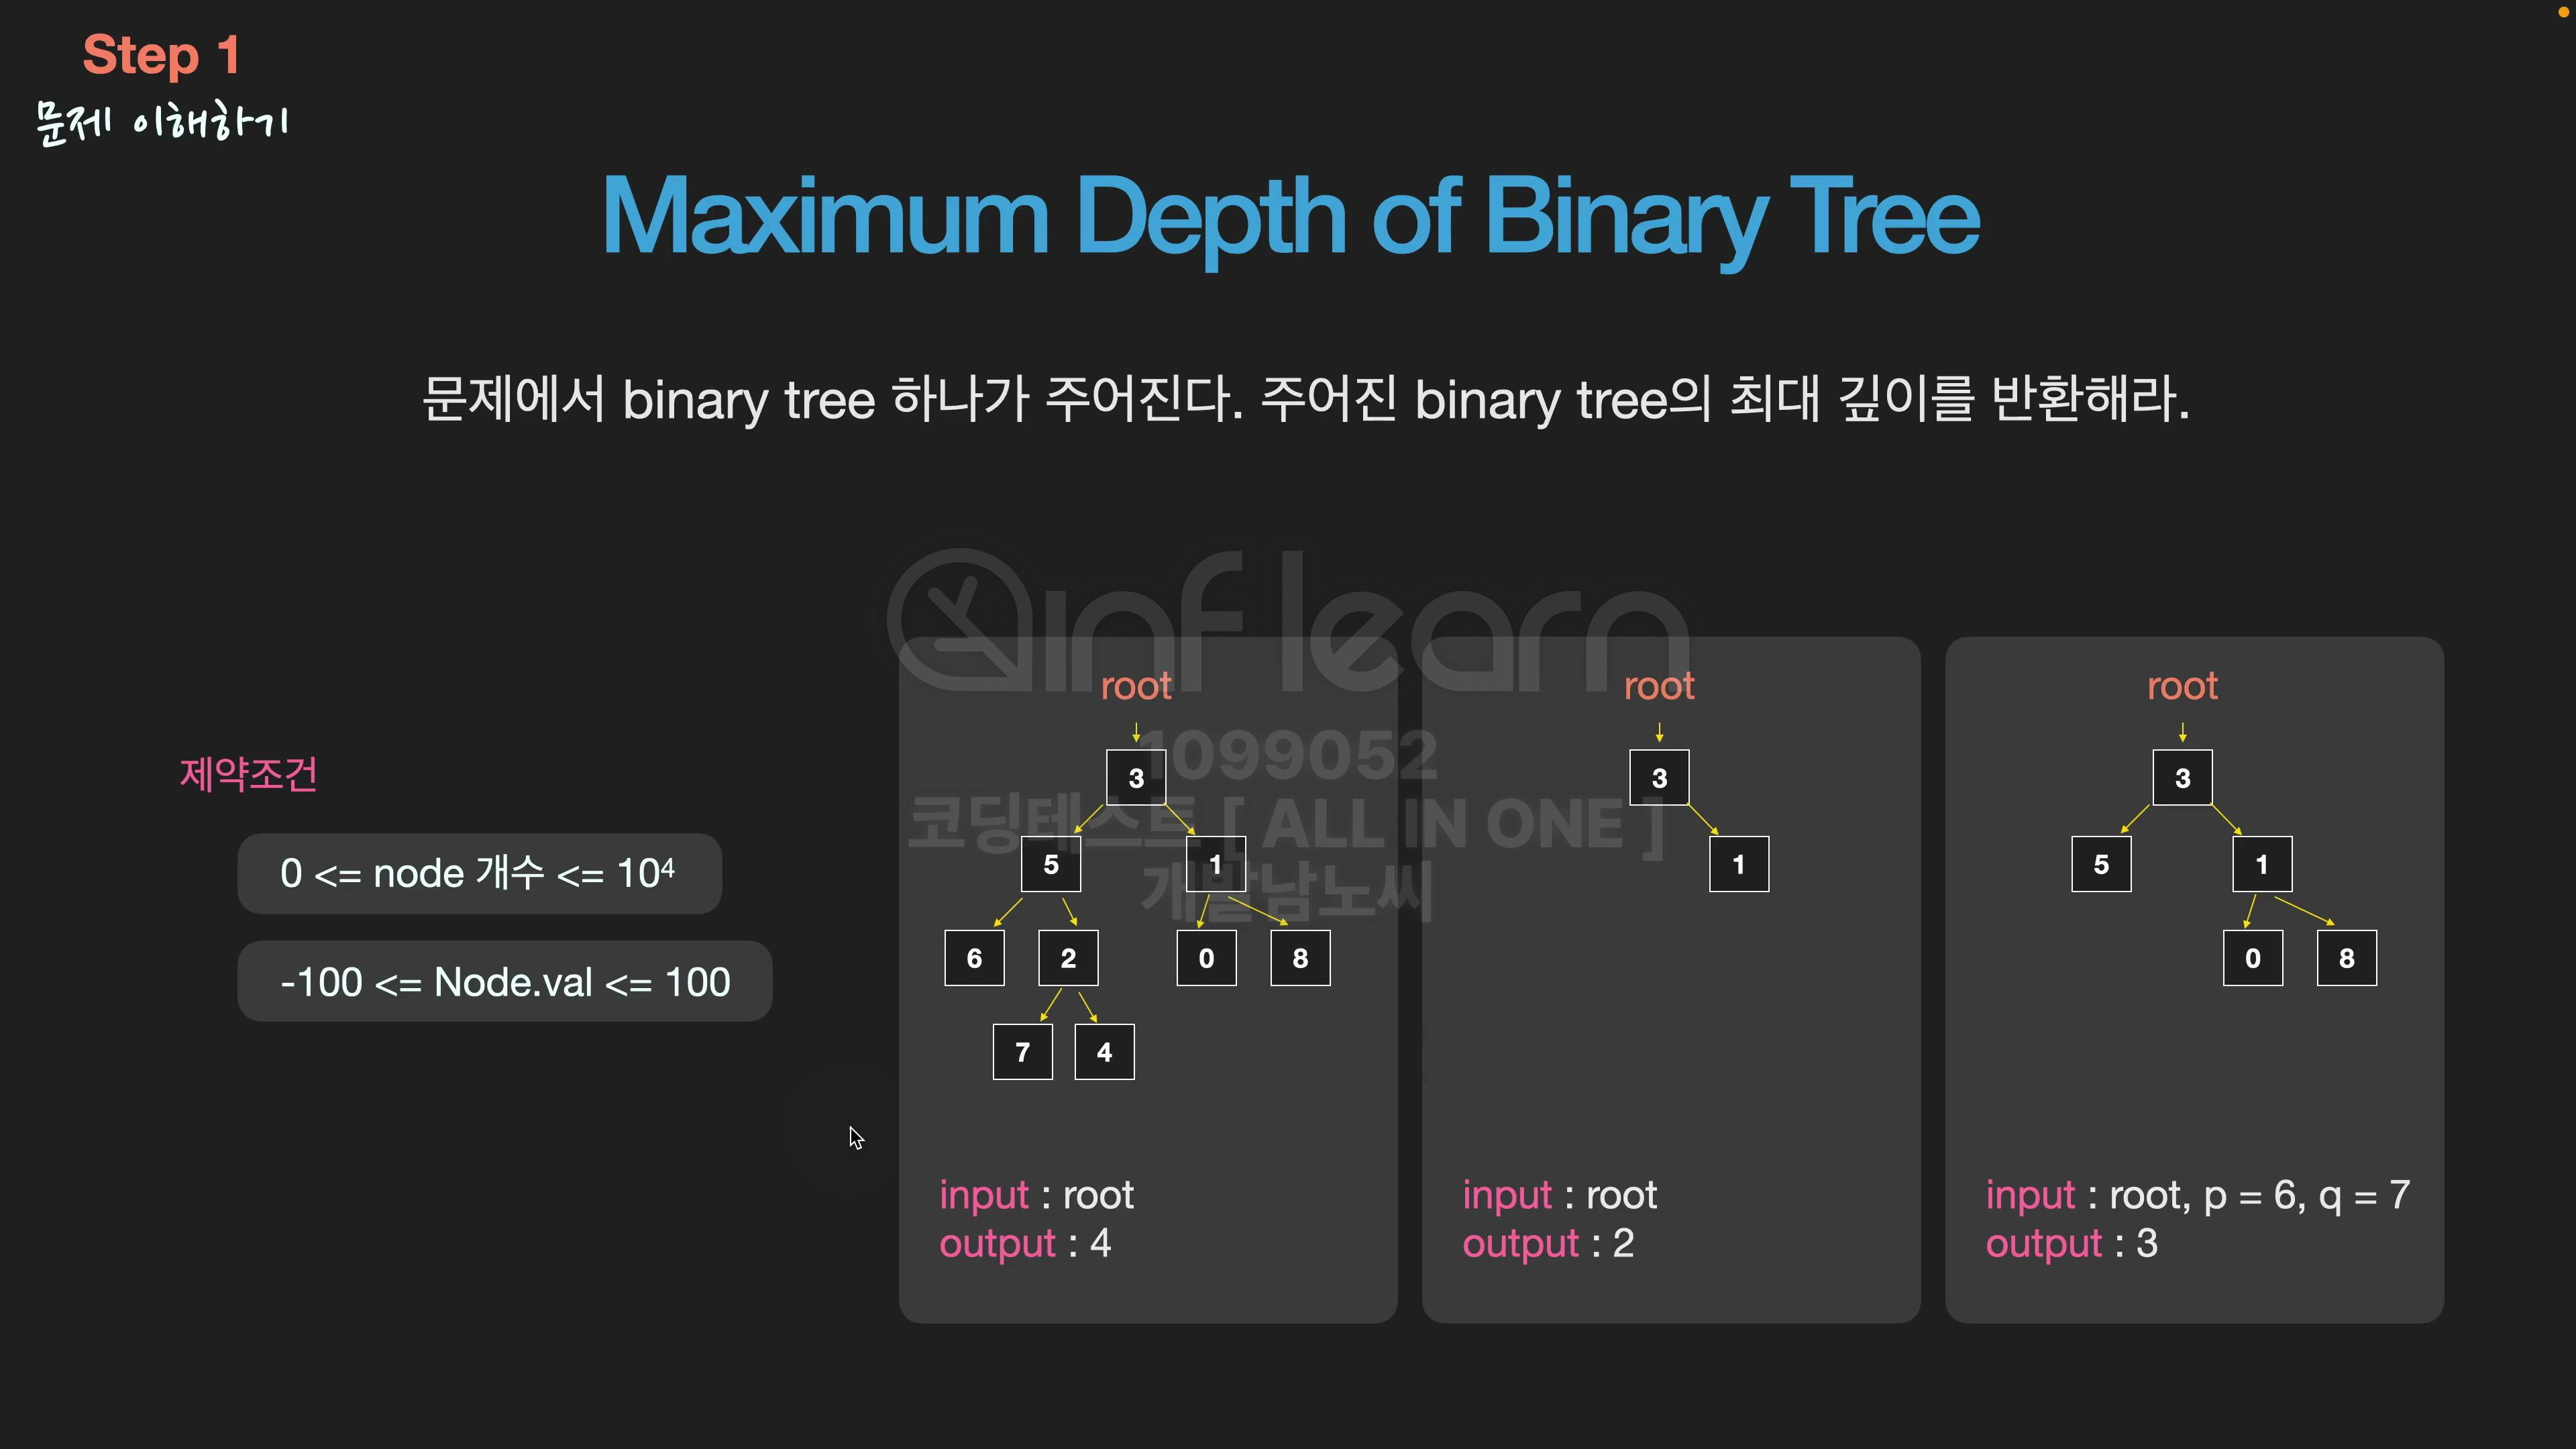 Step 1
문제 이해하기
Maximum Depth of Binary Tree
문제에서 binary tree 하나가 주어진다. 주어진 binary tree의 최대 깊이를 반환해라.
inflearn
1099052
코딩테스트 [ ALL IN ONE ]
개발남노씨
제약조건
0 <= node 개수 <= 10⁴
-100 <= Node.val <= 100
root
3
5 1
6 2 0 8
7 4
input : root
output : 4
root
3
1
input : root
output : 2
root
3
5 1
0 8
input : root, p = 6, q = 7
output : 3